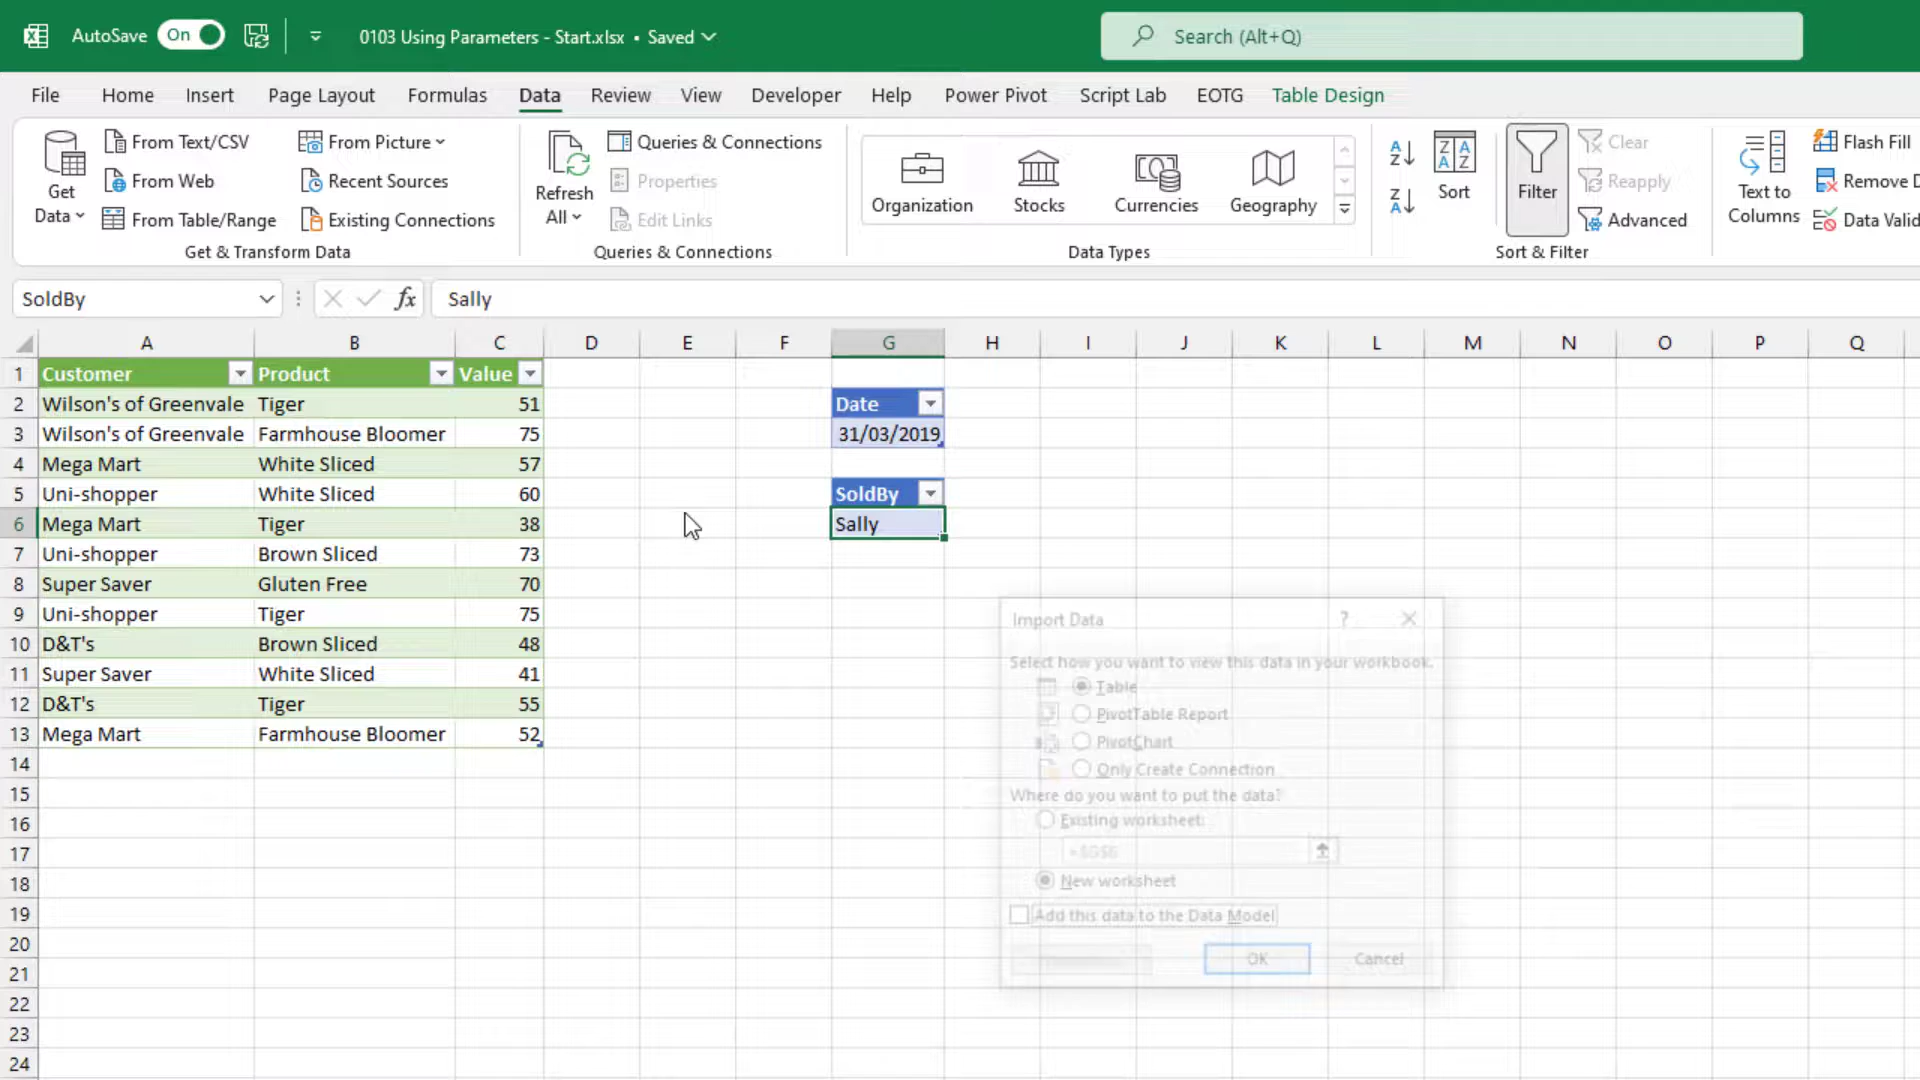 AutoSave On 0103 Using Parameters - Start.xlsx • Saved Search (Alt+Q)
File Home Insert Page Layout Formulas Data Review View Developer Help Power Pivot Script Lab EOTG Table Design
Get Data
From Text/CSV
From Web
From Table/Range
From Picture
Recent Sources
Existing Connections
Get & Transform Data
Refresh All
Queries & Connections
Properties
Edit Links
Queries & Connections
Organization Stocks Currencies Geography
Data Types
Sort
Filter
Clear
Reapply
Advanced
Sort & Filter
Text to Columns
Flash Fill
Remove D
Data Valid
SoldBy fx Sally
A B C D E F G H I J K L M N O P Q
1 Customer Product Value
2 Wilson's of Greenvale Tiger 51 Date
3 Wilson's of Greenvale Farmhouse Bloomer 75 31/03/2019
4 Mega Mart White Sliced 57
5 Uni-shopper White Sliced 60 SoldBy
6 Mega Mart Tiger 38 Sally
7 Uni-shopper Brown Sliced 73
8 Super Saver Gluten Free 70
9 Uni-shopper Tiger 75
10 D&T's Brown Sliced 48
11 Super Saver White Sliced 41
12 D&T's Tiger 55
13 Mega Mart Farmhouse Bloomer 52
14
15
16
17
18
19
20
21
22
23
24
Import Data ?
Select how you want to view this data in your workbook.
Table
PivotTable Report
PivotChart
Only Create Connection
Where do you want to put the data?
Existing worksheet:
=$G$6
New worksheet
Add this data to the Data Model
OK Cancel